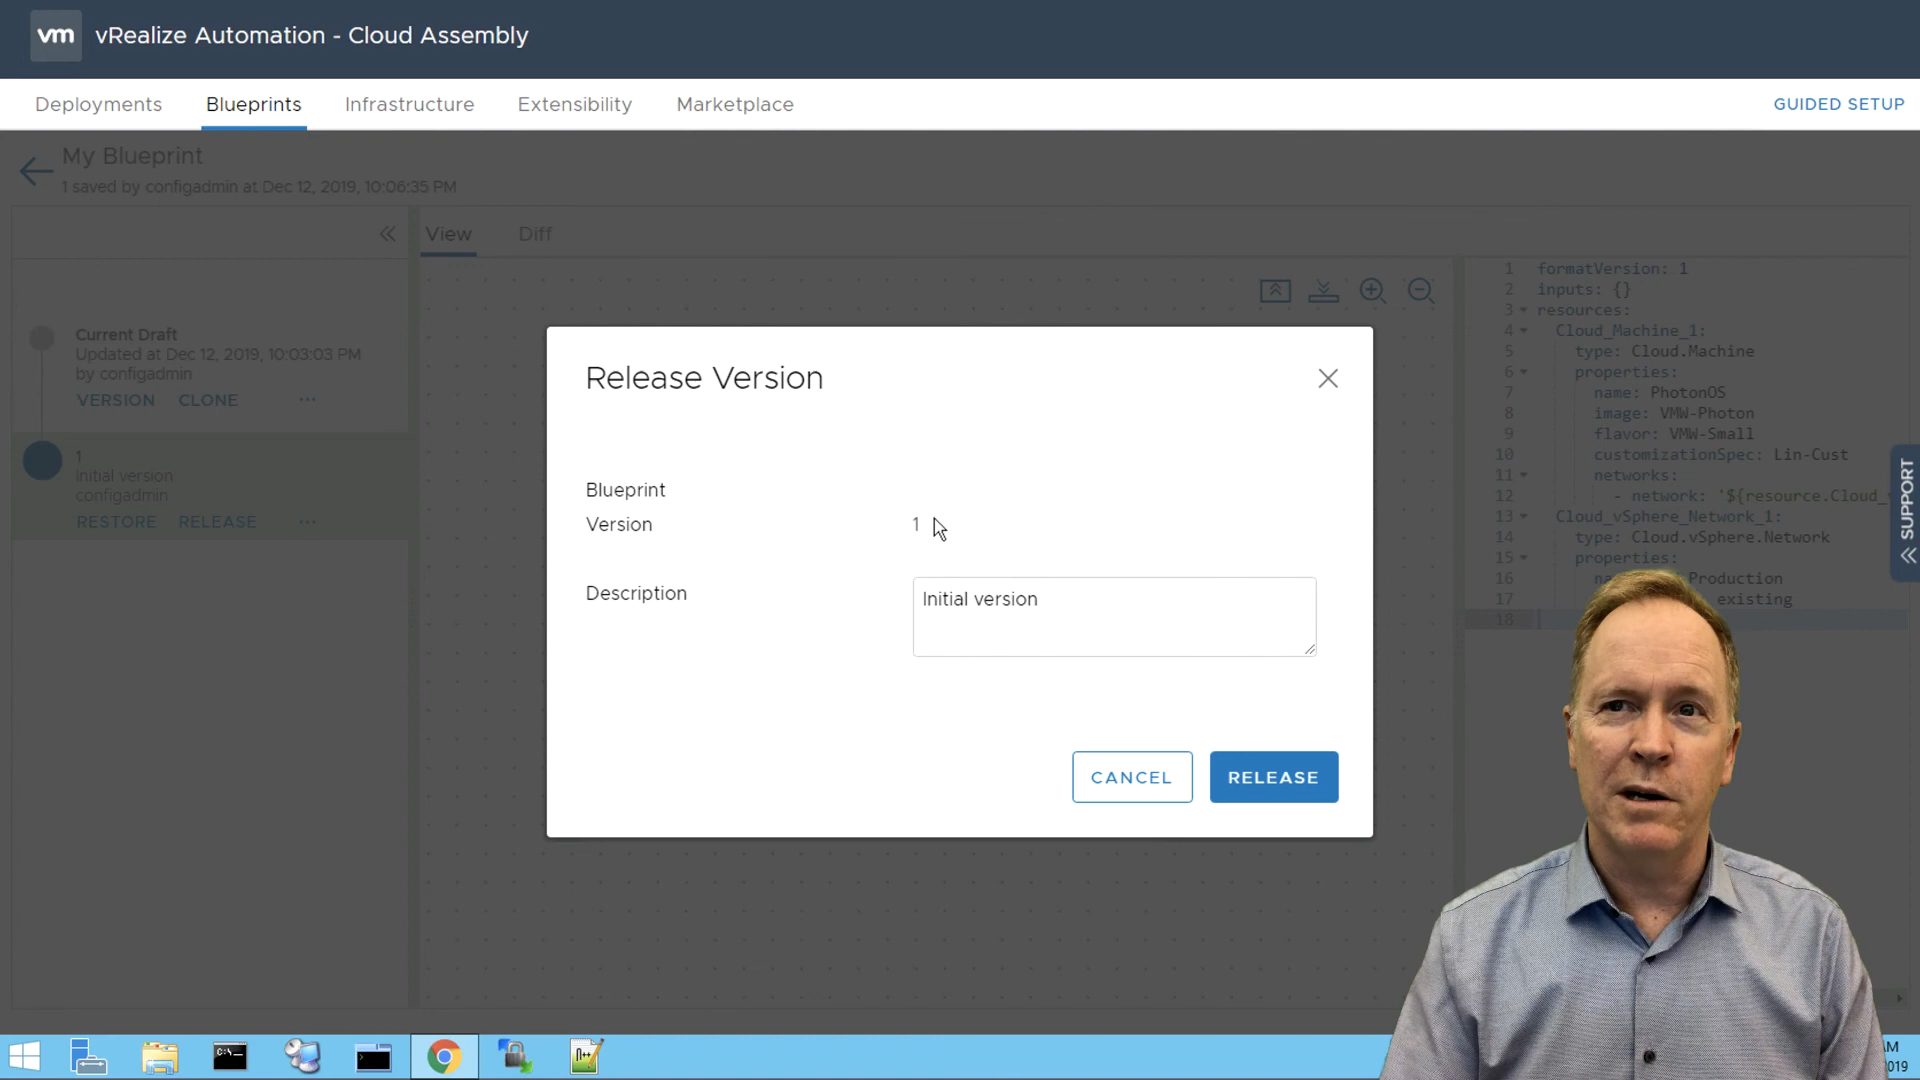 vm vRealize Automation - Cloud Assembly
Deployments Blueprints Infrastructure Extensibility Marketplace GUIDED SETUP
My Blueprint
1 saved by configadmin at Dec 12, 2019, 10:06:35 PM
View Diff
Current Draft
Updated at Dec 12, 2019, 10:03:03 PM
by configadmin
VERSION CLONE ...
1
Initial version
configadmin
RESTORE RELEASE ...
Release Version
Blueprint
Version 1
Description Initial version
CANCEL RELEASE
1 formatVersion: 1
2 inputs: {}
3 resources:
4 Cloud_Machine_1:
5 type: Cloud.Machine
6 properties:
7 name: PhotonOS
8 image: VMW-Photon
9 flavor: VMW-Small
10 customizationSpec: Lin-Cust
11 networks:
12 - network: '${resource.Cloud_
13 Cloud_vSphere_Network_1:
14 type: Cloud.vSphere.Network
15 properties:
16 Production
17 existing
18
SUPPORT
C:\_
N++
AM
019